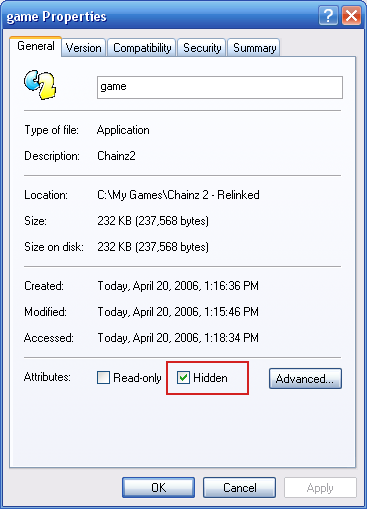 game Properties
General Version Compatibility Security Summary
game
Type of file: Application
Description: Chainz2
Location: C:\My Games\Chainz 2 - Relinked
Size: 232 KB (237,568 bytes)
Size on disk: 232 KB (237,568 bytes)
Created: Today, April 20, 2006, 1:16:36 PM
Modified: Today, April 20, 2006, 1:15:46 PM
Accessed: Today, April 20, 2006, 1:18:34 PM
Attributes: Read-only Hidden Advanced...
OK Cancel Apply